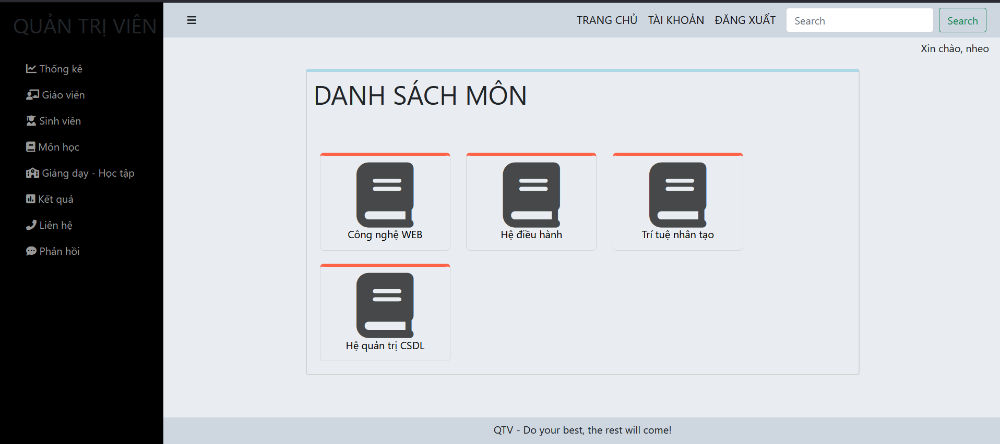 QUẢN TRỊ VIÊN
Thống kê
Giáo viên
Sinh viên
Môn học
Giảng dạy - Học tập
Kết quả
Liên hệ
Phản hồi
TRANG CHỦ TÀI KHOẢN ĐĂNG XUẤT Search Search
Xin chào, nheo
DANH SÁCH MÔN
Công nghệ WEB
Hệ điều hành
Trí tuệ nhân tạo
Hệ quản trị CSDL
QTV - Do your best, the rest will come!